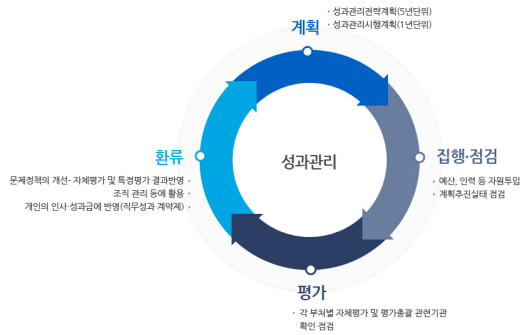 계획
· 성과관리전략계획(5년단위)
· 성과관리시행계획(1년단위)
집행·점검
· 예산, 인력 등 자원투입
· 계획추진실태 점검
평가
· 각 부처별 자체평가 및 평가총괄 관련기관
확인·점검
환류
문제정책의 개선- 자체평가 및 특정평가 결과반영 ·
조직 관리 등에 활용 ·
개인의 인사·성과금에 반영(직무성과 계약제) ·
성과관리